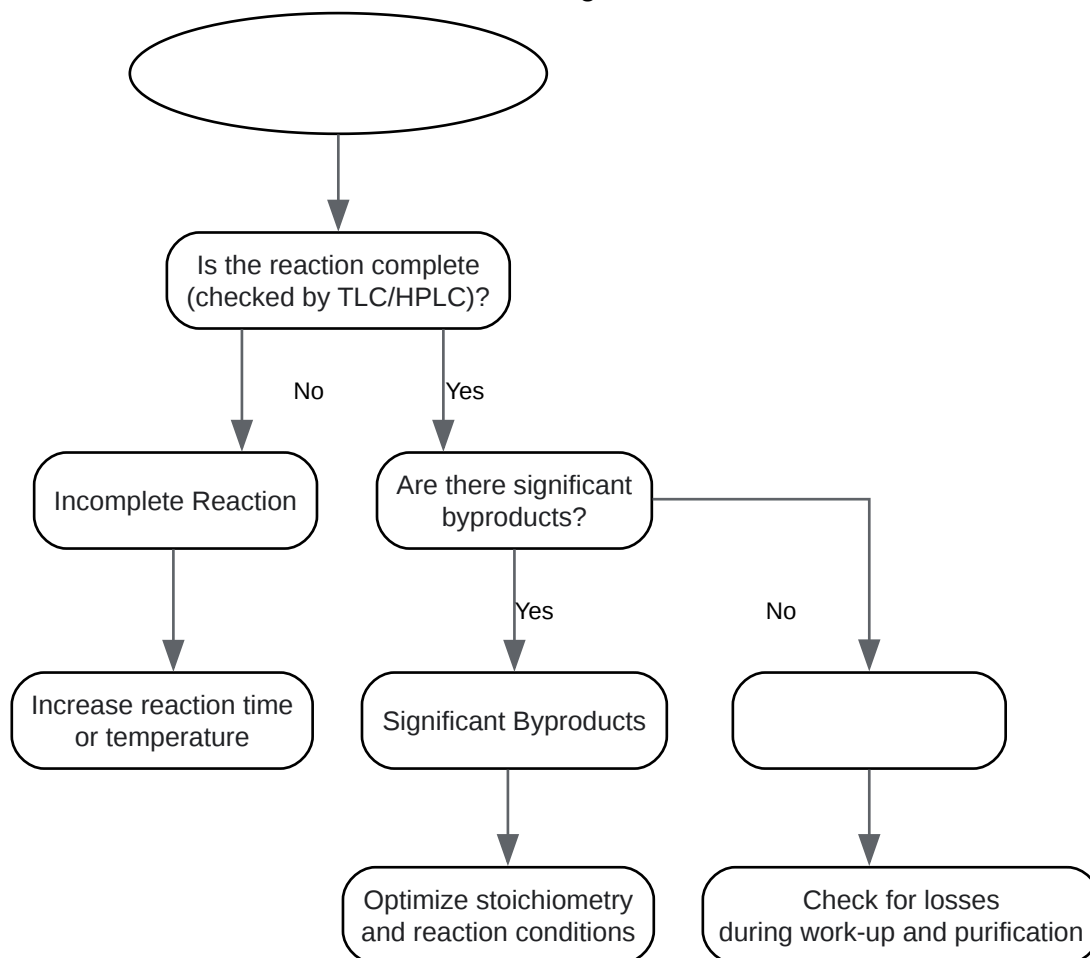 Is the reaction complete
(checked by TLC/HPLC)?
No
Yes
Incomplete Reaction
Are there significant
byproducts?
Yes
No
Increase reaction time
or temperature
Significant Byproducts
Optimize stoichiometry
and reaction conditions
Check for losses
during work-up and purification